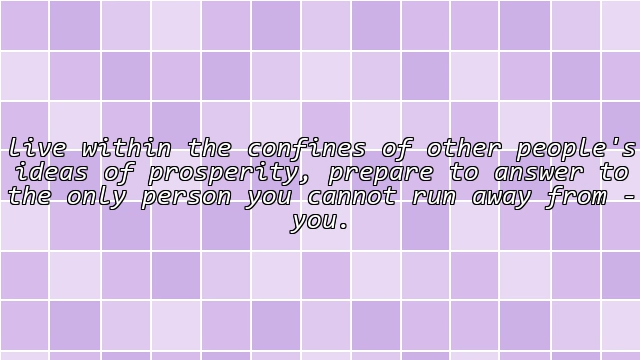 live within the confines of other people's
ideas of prosperity, prepare to answer to
the only person you cannot run away from -
you.